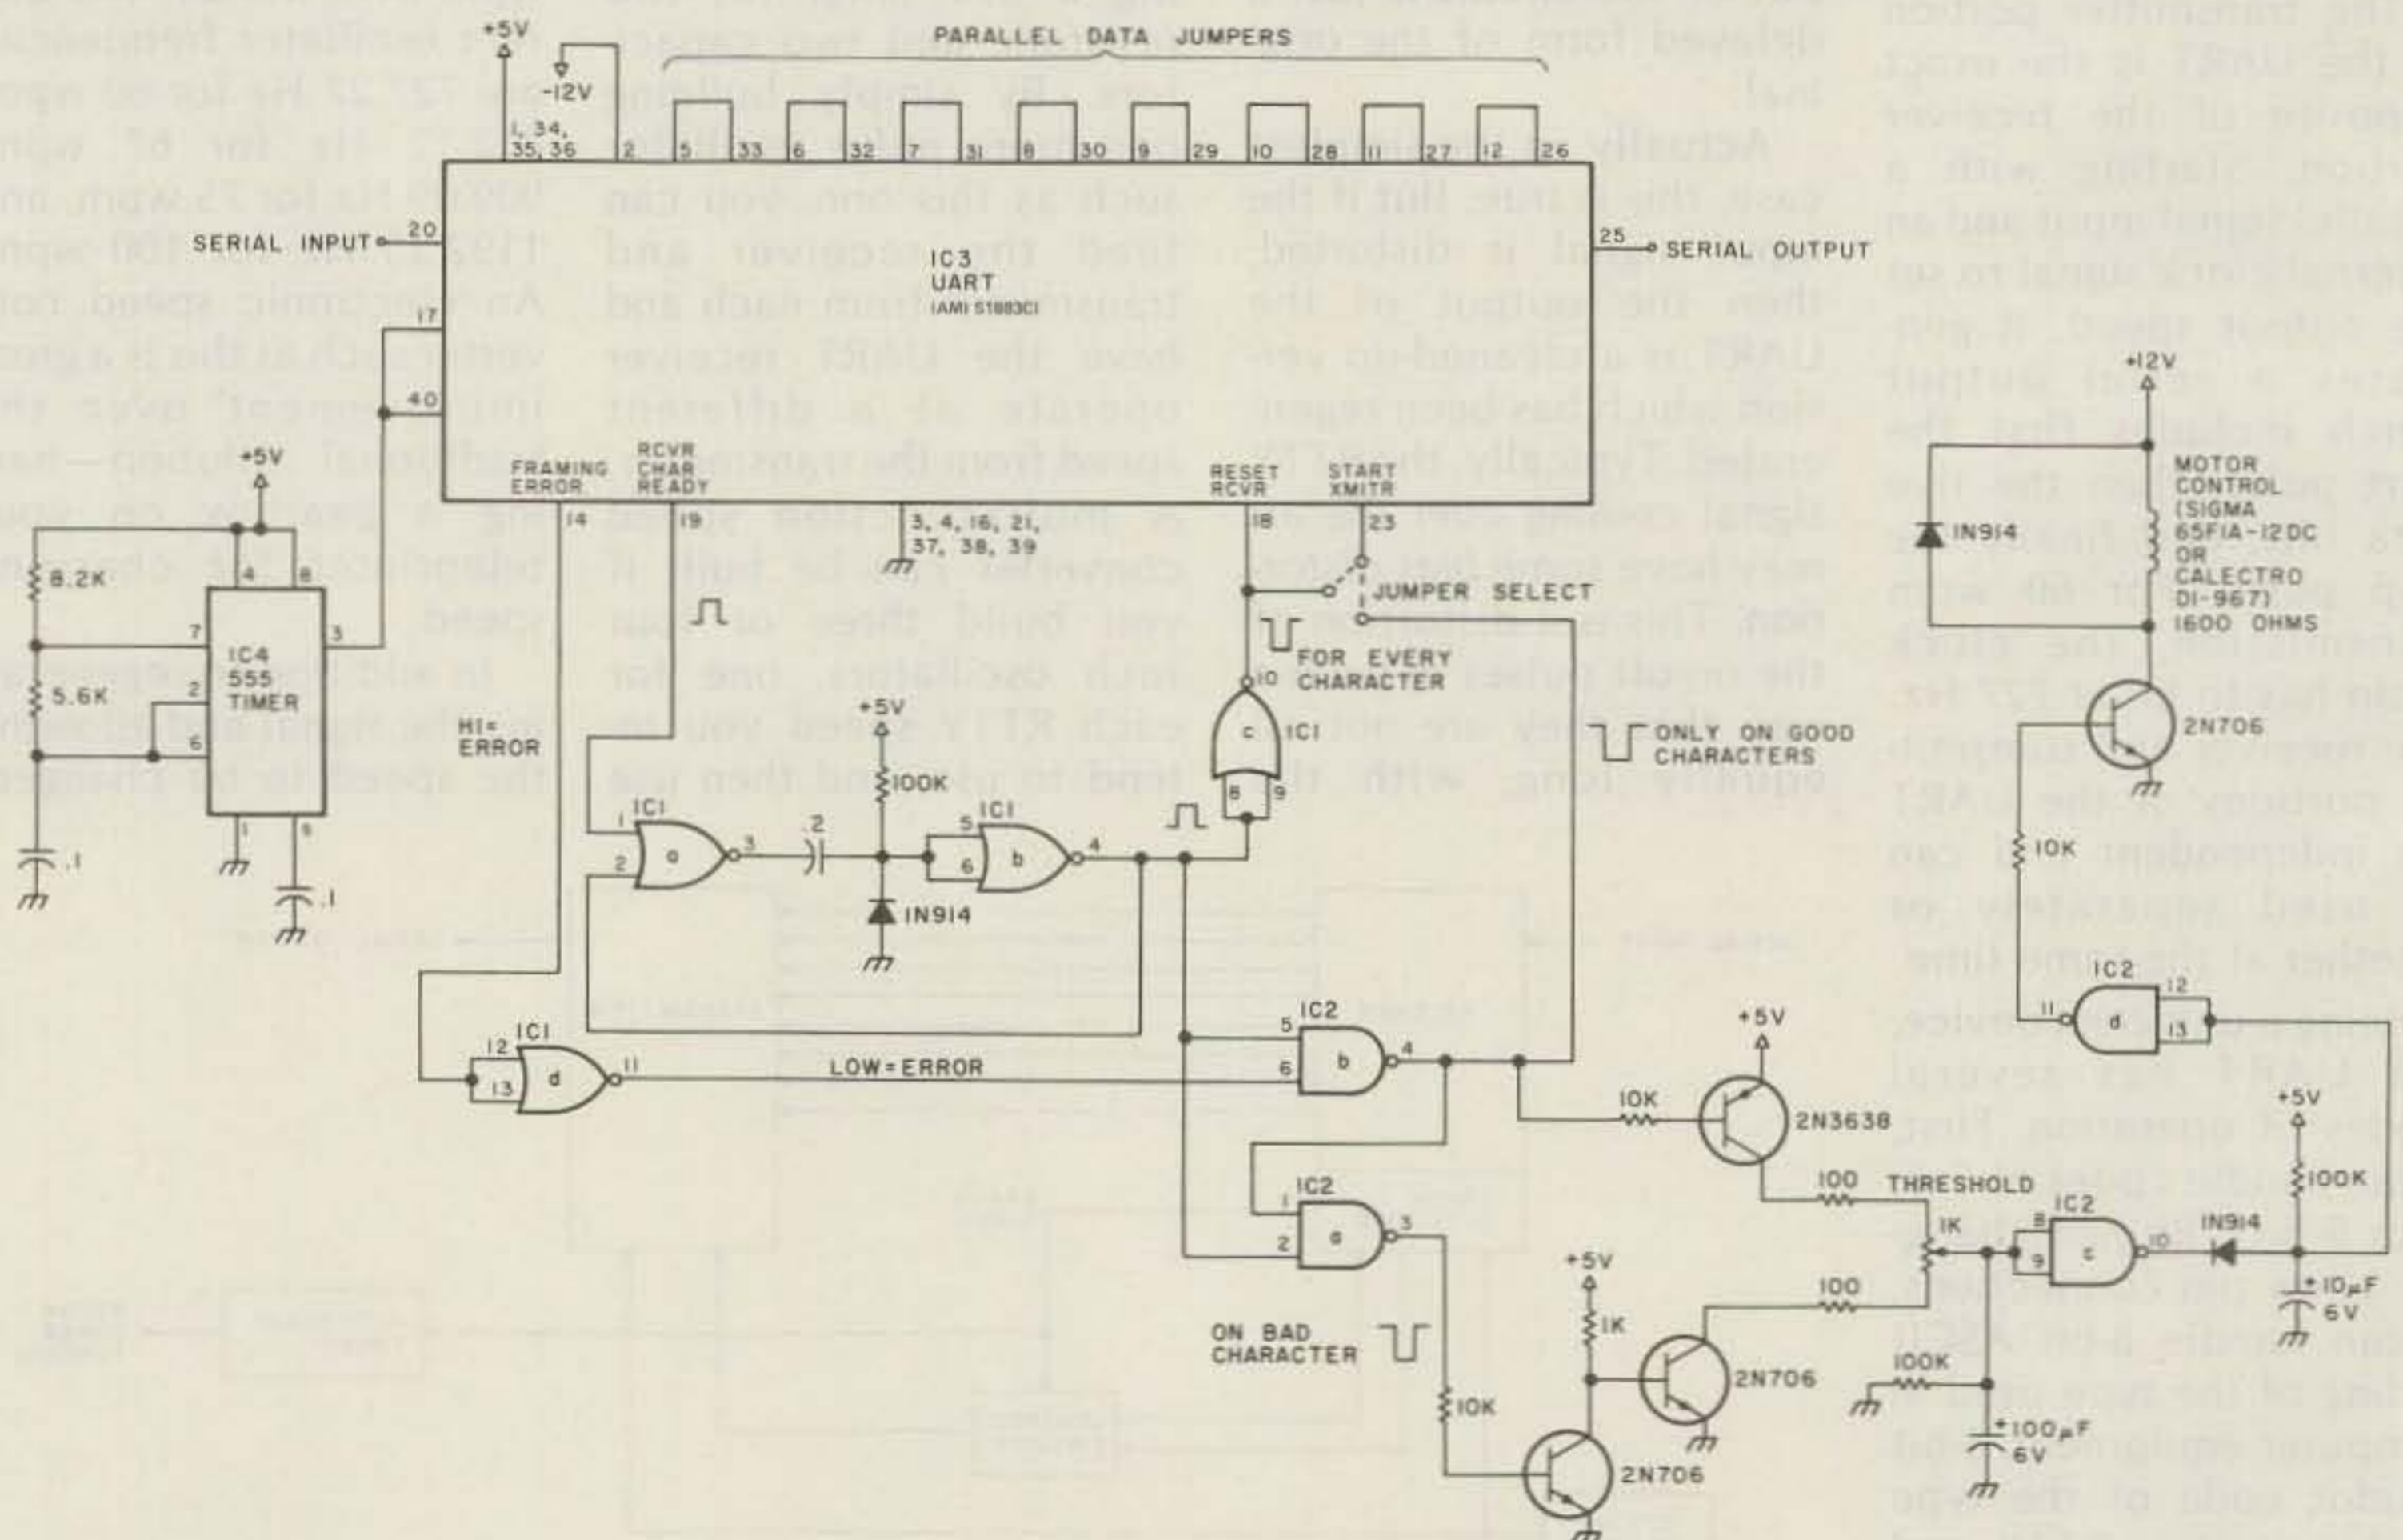 +5V
-12V
PARALLEL DATA JUMPERS
1, 34,
35, 36
2
5
33
6
32
7
31
8
30
9
29
10
28
11
27
12
26
SERIAL INPUT
20
IC3
UART
(AMI S1883C)
25
SERIAL OUTPUT
17
40
FRAMING
ERROR
RCVR
CHAR
READY
RESET
RCVR
START
XMITR
14
19
3, 4, 16, 21,
37, 38, 39
18
23
JUMPER SELECT
+5V
8.2K
4
8
7
IC4
555
TIMER
3
5.6K
2
6
1
5
.1
.1
HI=
ERROR
FOR EVERY
CHARACTER
10
c
IC1
8
9
ONLY ON GOOD
CHARACTERS
+5V
100K
IC1
1
2
a
3
.2
5
6
IC1
b
4
1N914
IC1
12
13
d
11
LOW=ERROR
IC2
5
6
b
4
IC2
1
2
a
3
ON BAD
CHARACTER
10K
2N706
+5V
1K
2N706
10K
+5V
2N3638
100
THRESHOLD
1K
100
100K
+100µF
6V
IC2
8
9
c
10
1N914
+5V
100K
+10µF
6V
IC2
12
13
d
11
10K
2N706
+12V
1N914
MOTOR
CONTROL
(SIGMA
65F1A-12DC
OR
CALECTRO
D1-967)
1600 OHMS